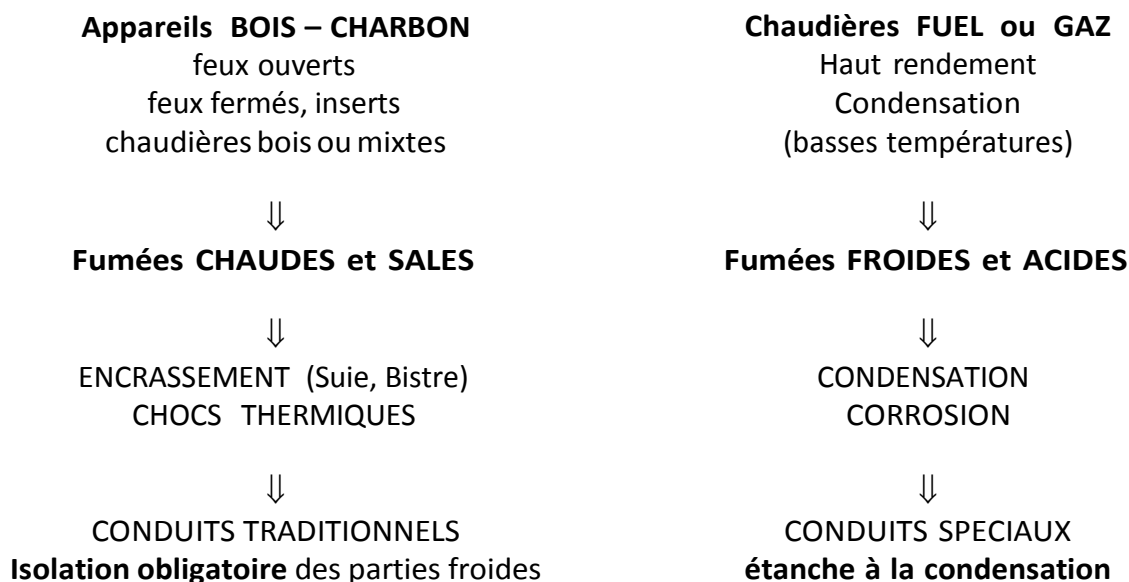 Appareils BOIS – CHARBON
feux ouverts
feux fermés, inserts
chaudières bois ou mixtes
⇓
Fumées CHAUDES et SALES
⇓
ENCRASSEMENT (Suie, Bistre)
CHOCS THERMIQUES
⇓
CONDUITS TRADITIONNELS
Isolation obligatoire des parties froides
Chaudières FUEL ou GAZ
Haut rendement
Condensation
(basses températures)
⇓
Fumées FROIDES et ACIDES
⇓
CONDENSATION
CORROSION
⇓
CONDUITS SPECIAUX
étanche à la condensation